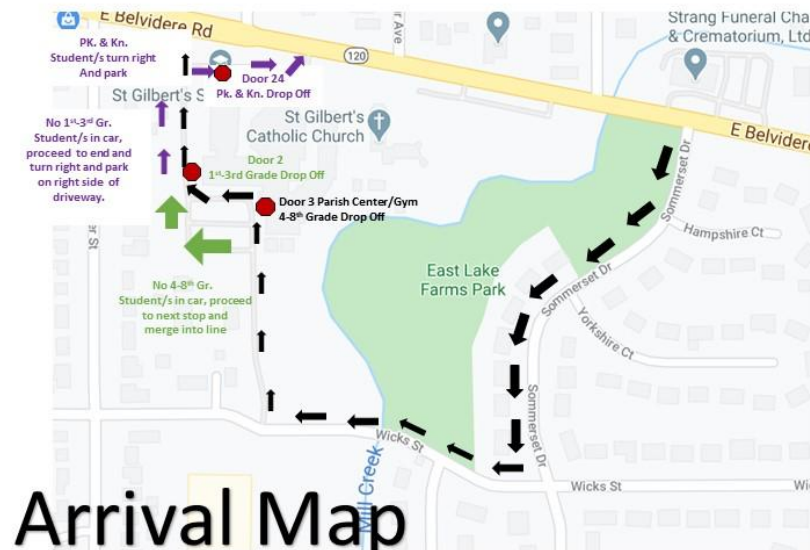 E Belvidere Rd
Strang Funeral Cha
& Crematorium, Ltd
120
PK. & Kn.
Student/s turn right
And park
Door 24
Pk. & Kn. Drop Off
St Gilbert's S
St Gilbert's
Catholic Church
E Belvidere
No 1st-3rd Gr.
Student/s in car,
proceed to end and
turn right and park
on right side of
driveway.
Door 2
1st-3rd Grade Drop Off
Door 3 Parish Center/Gym
4-8th Grade Drop Off
Sommerset Dr
Hampshire Ct
East Lake
Farms Park
Sommerset Dr
Yorkshire Ct
No 4-8th Gr.
Student/s in car, proceed
to next stop and
merge into line
Sommerset Dr
Wicks St
Wicks St
Mill Creek
Arrival Map